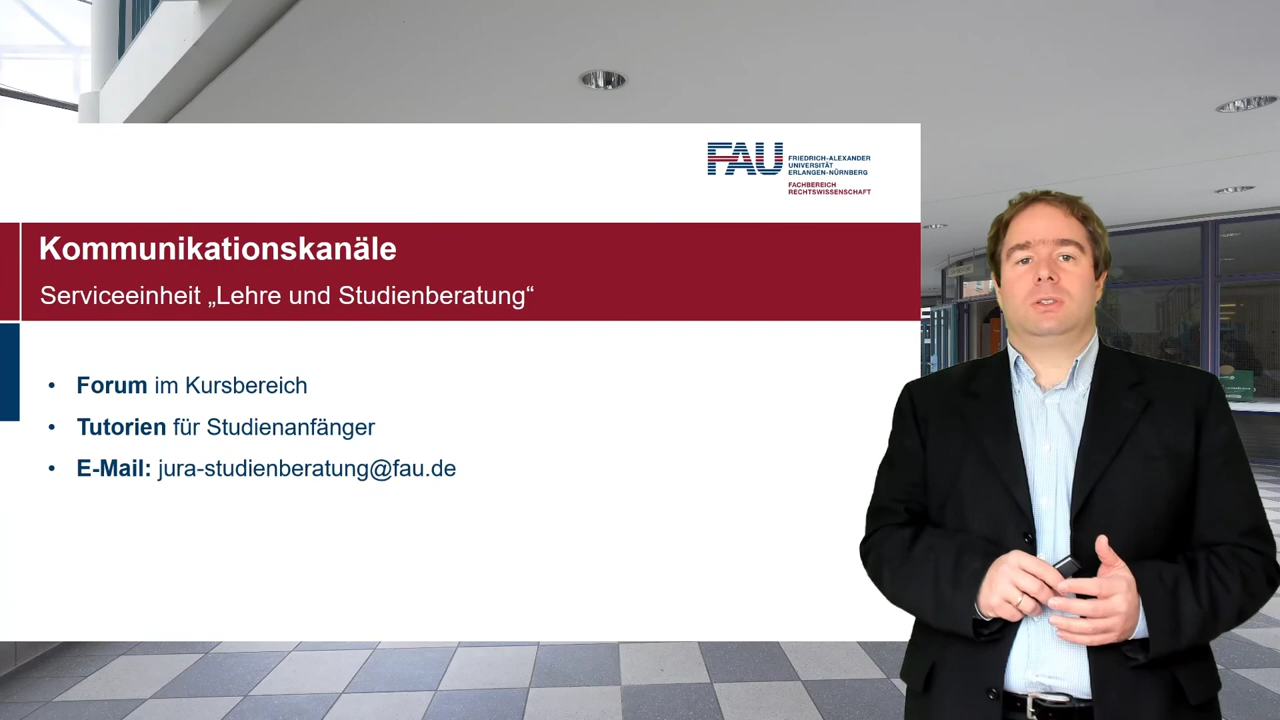 FAU FRIEDRICH-ALEXANDER
UNIVERSITÄT
ERLANGEN-NÜRNBERG
FACHBEREICH
RECHTSWISSENSCHAFT
Kommunikationskanäle
Serviceeinheit „Lehre und Studienberatung“
• Forum im Kursbereich
• Tutorien für Studienanfänger
• E-Mail: jura-studienberatung@fau.de